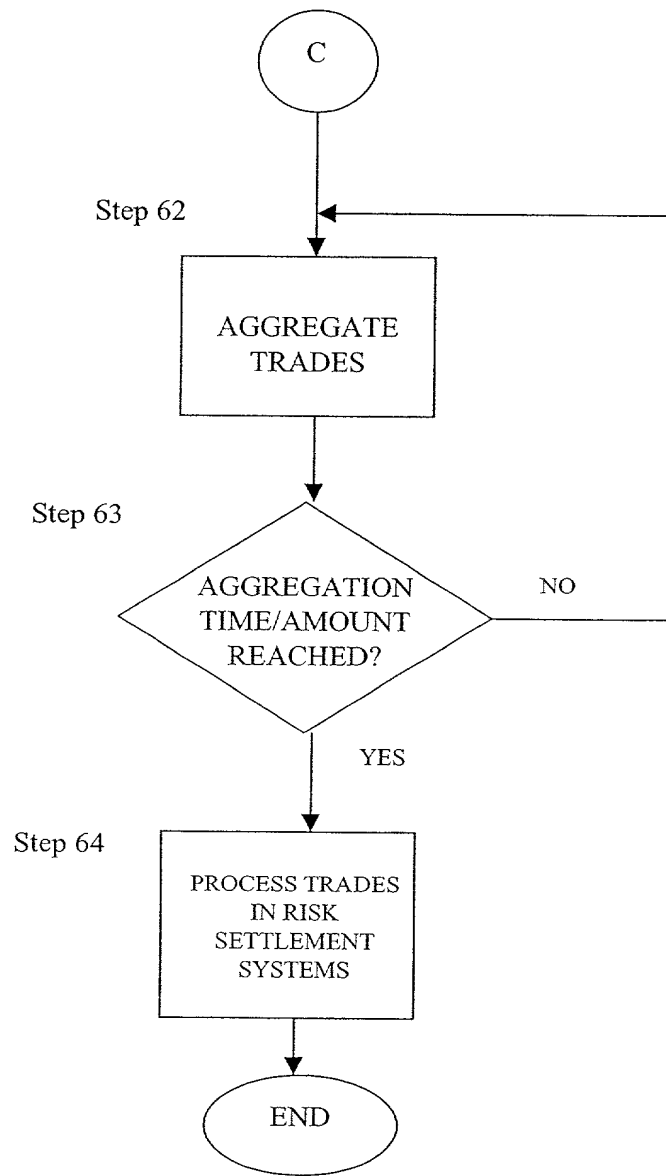 C
Step 62
AGGREGATE
TRADES
Step 63
AGGREGATION
TIME/AMOUNT
REACHED?
NO
YES
Step 64
PROCESS TRADES
IN RISK
SETTLEMENT
SYSTEMS
END